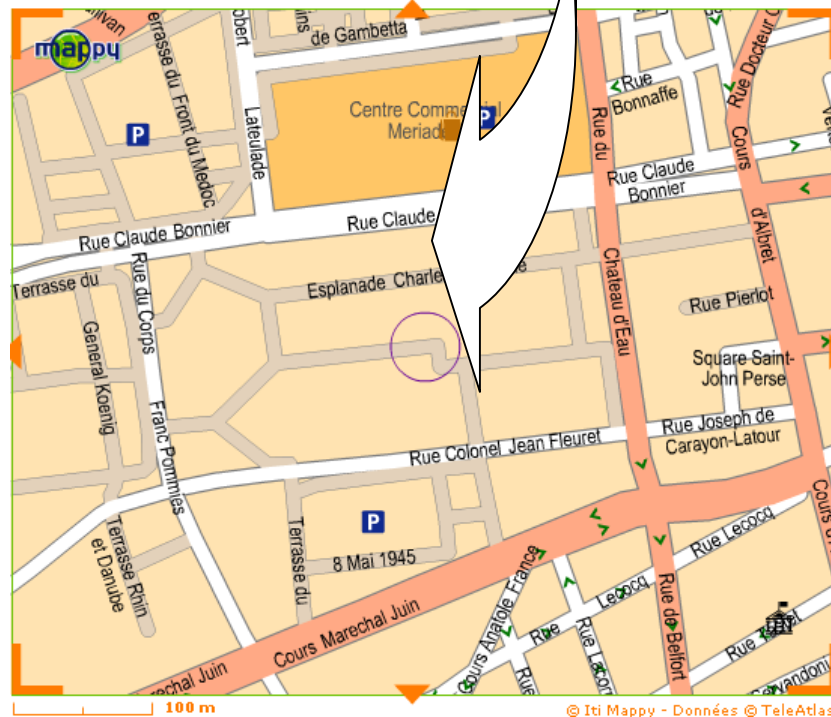 mappy
de Gambetta
Terrasse du Front du Medoc
Lateulade
Centre Commercial
P
P
Rue
Bonnaffe
Rue du
Chateau d'Eau
Cours
d'Albret
Rue Claude
Bonnier
Rue Claude Bonnier
Rue Claude
Terrasse du
General Koenig
Rue du Corps
Franc Pommies
Esplanade Charles
Rue Pierlot
Square Saint-
John Perse
Rue Joseph de
Carayon-Latour
Rue Colonel Jean Fleuret
P
Terrasse du
8 Mai 1945
Terrasse Rhin
et Danube
Cours Marechal Juin
Marechal Juin
Cours Anatole France
Rue Lecocq
Rue Lecocq
Rue de Belfort
Rue
100 m
© Iti Mappy - Données © TeleAtlas